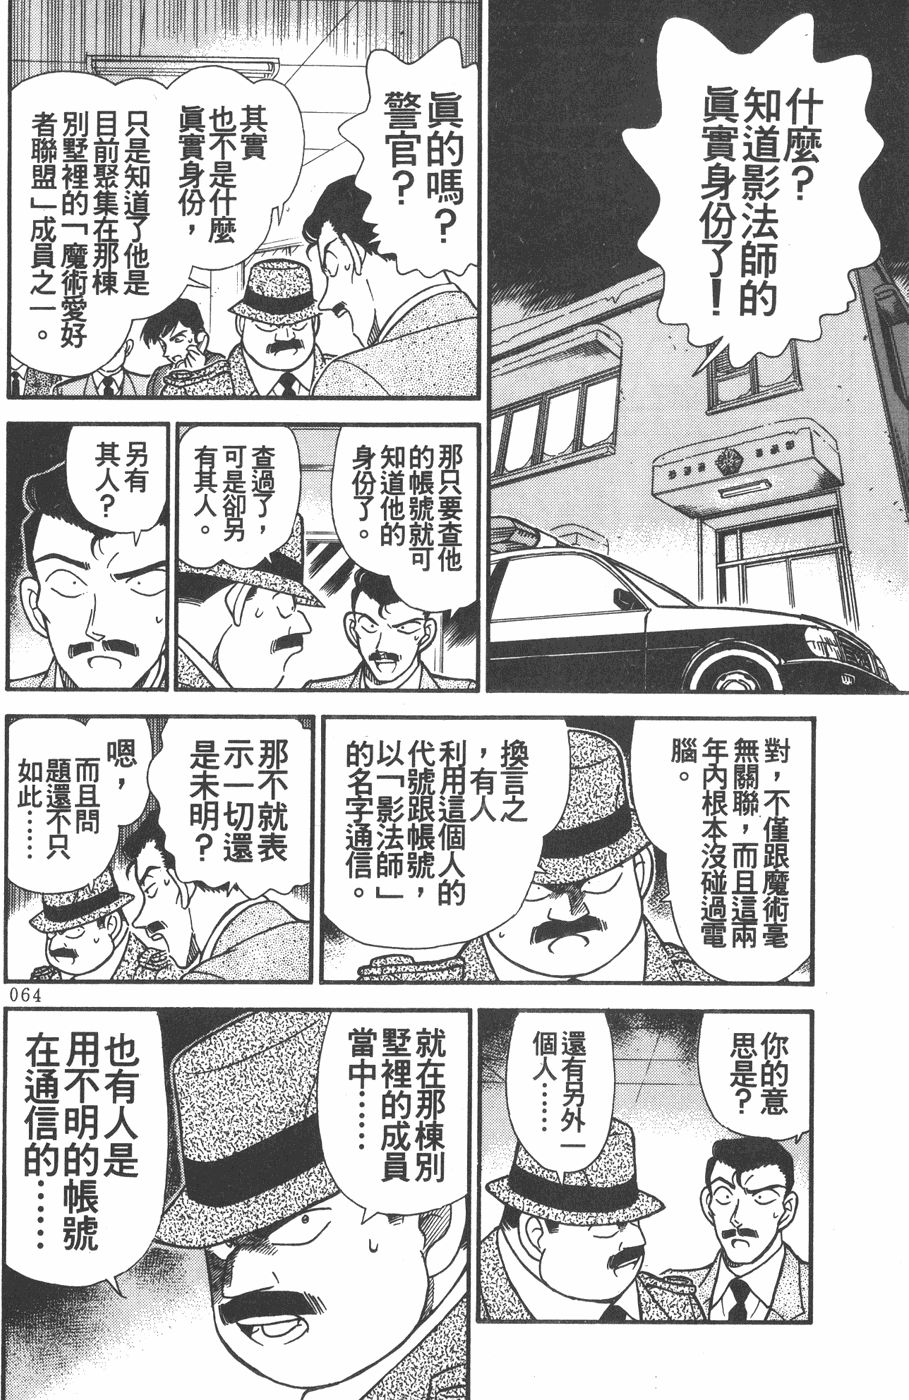 什麼？
知道影法師的
眞實身份了！
眞的嗎？
警官？
其實
也不是什麼
眞實身份，
只是知道了他是
目前聚集在那棟
別墅裡的「魔術愛好
者聯盟」成員之一。
那只要查他
的帳號就可
知道他的
身份了。
查過了，
可是卻另
有其人。
另有
其人？
對，不僅跟魔術毫
無關聯，而且這兩
年內根本沒碰過電
腦。
換言之
，有人
利用這個人的
代號跟帳號，
以「影法師」
的名字通信。
那不就表
示一切還
是未明？
嗯，
而且問
題還不只
如此……
你的意
思是？
還有另外一
個人……
就在那棟別
墅裡的成員
當中……
也有人是
用不明的帳號
在通信的……
064